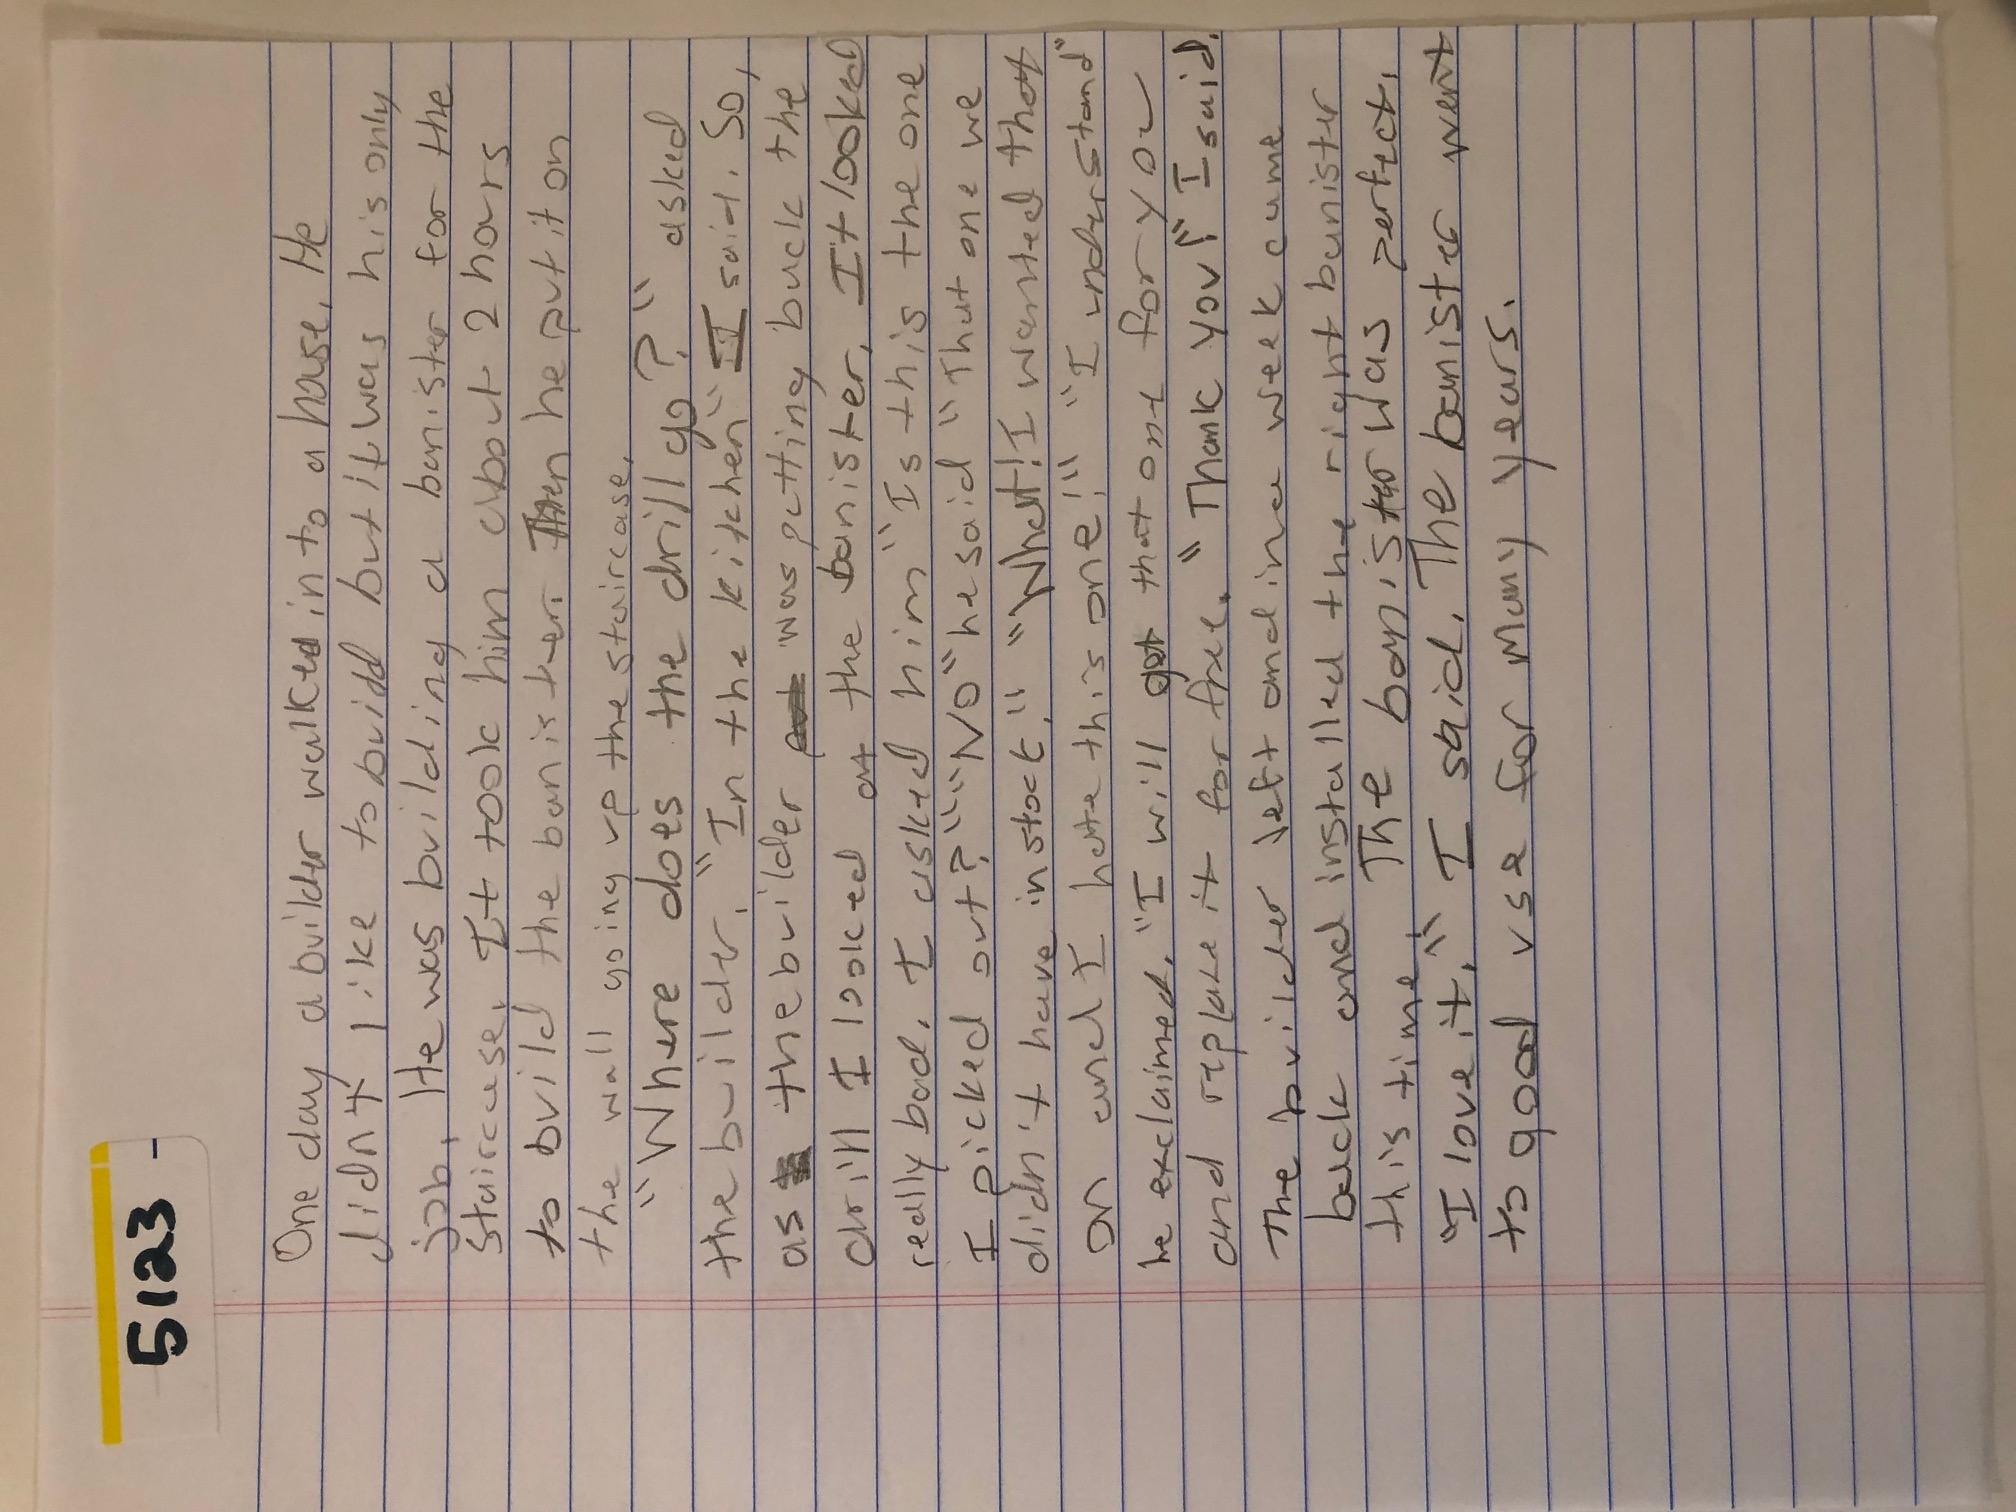 5123 -
One day a builder walked in to a house. He
didn't like to build but it was his only
job. He was building a banister for the
staircase. It took him about 2 hours
to build the banister. Then he put it on
the wall going up the staircase.
"Where does the drill go?" asked
the builder. "In the kitchen" I said. So,
as the builder was putting back the
drill I looked at the banister. It looked
really bad. I asked him "Is this the one
I picked out?" "No" he said "That one we
didn't have in stock." "What! I wanted that
on and I hate this one!" "I understand"
he exclaimed. "I will get that one for you
and replace it for free. "Thank you!" I said.
The builder left and in a week came
back and installed the right banister
this time. The banister was perfect.
"I love it." I said. The banister went
to good use for many years.